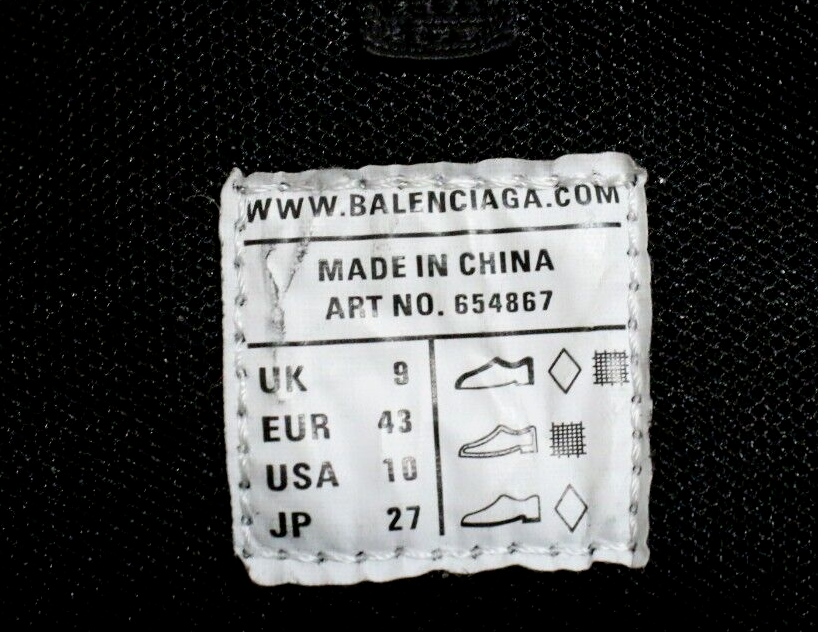 WWW.BALENCIAGA.COM
MADE IN CHINA
ART NO. 654867
UK 9
EUR 43
USA 10
JP 27